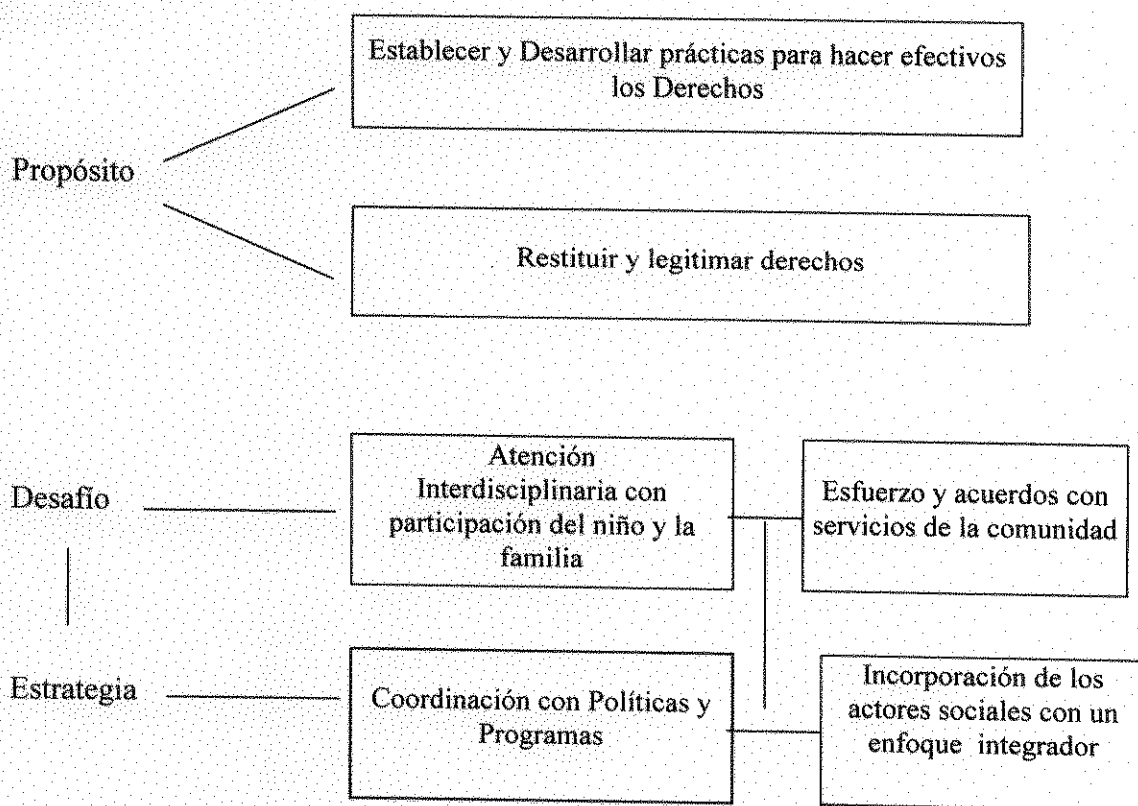 Establecer y Desarrollar prácticas para hacer efectivos
los Derechos
Propósito
Restituir y legitimar derechos
Desafío
Atención
Interdisciplinaria con
participación del niño y la
familia
Esfuerzo y acuerdos con
servicios de la comunidad
Estrategia
Coordinación con Políticas y
Programas
Incorporación de los
actores sociales con un
enfoque integrador